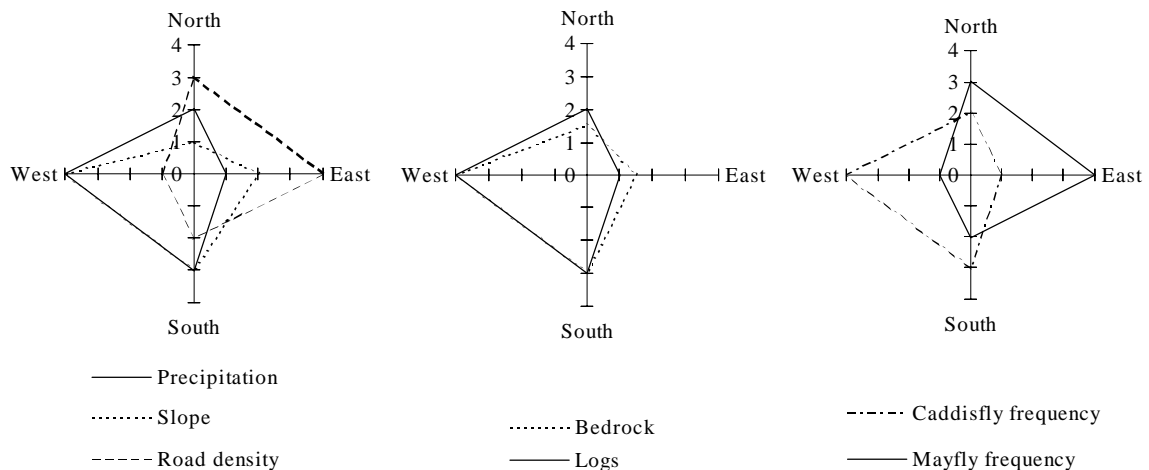 North
4
3
2
1
0
West
East
South
Precipitation
Slope
Road density
North
4
3
2
1
0
West
East
South
Bedrock
Logs
North
4
3
2
1
0
West
East
South
Caddisfly frequency
Mayfly frequency